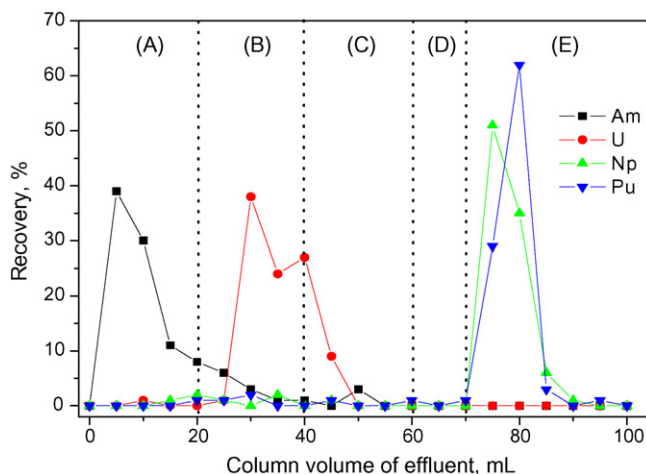 70
60
50
40
30
20
10
0
Recovery, %
(A) (B) (C) (D) (E)
Am
U
Np
Pu
0 20 40 60 80 100
Column volume of effluent, mL